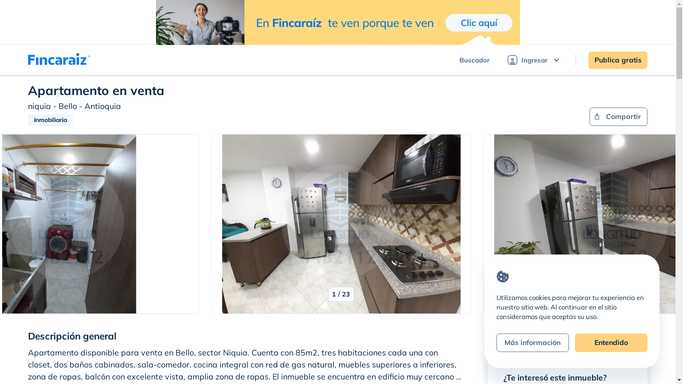 En Fincaraíz te ven porque te ven
Clic aquí
Fincaraíz
Buscador
Ingresar
Publica gratis
Apartamento en venta
niquia - Bello - Antioquia
Inmobiliaria
Compartir
1 / 23
Utilizamos cookies para mejorar tu experiencia en
nuestro sitio web. Al continuar en el sitio
consideramos que aceptas su uso.
Más información
Entendido
Descripción general
Apartamento disponible para venta en Bello, sector Niquia. Cuenta con 85m2, tres habitaciones cada una con
closet, dos baños cabinados, sala-comedor, cocina integral con red de gas natural, muebles superiores a inferiores,
zona de ropas, balcón con excelente vista, amplia zona de ropas. El inmueble se encuentra en edificio muy cercano ...
¿Te interesó este inmueble?